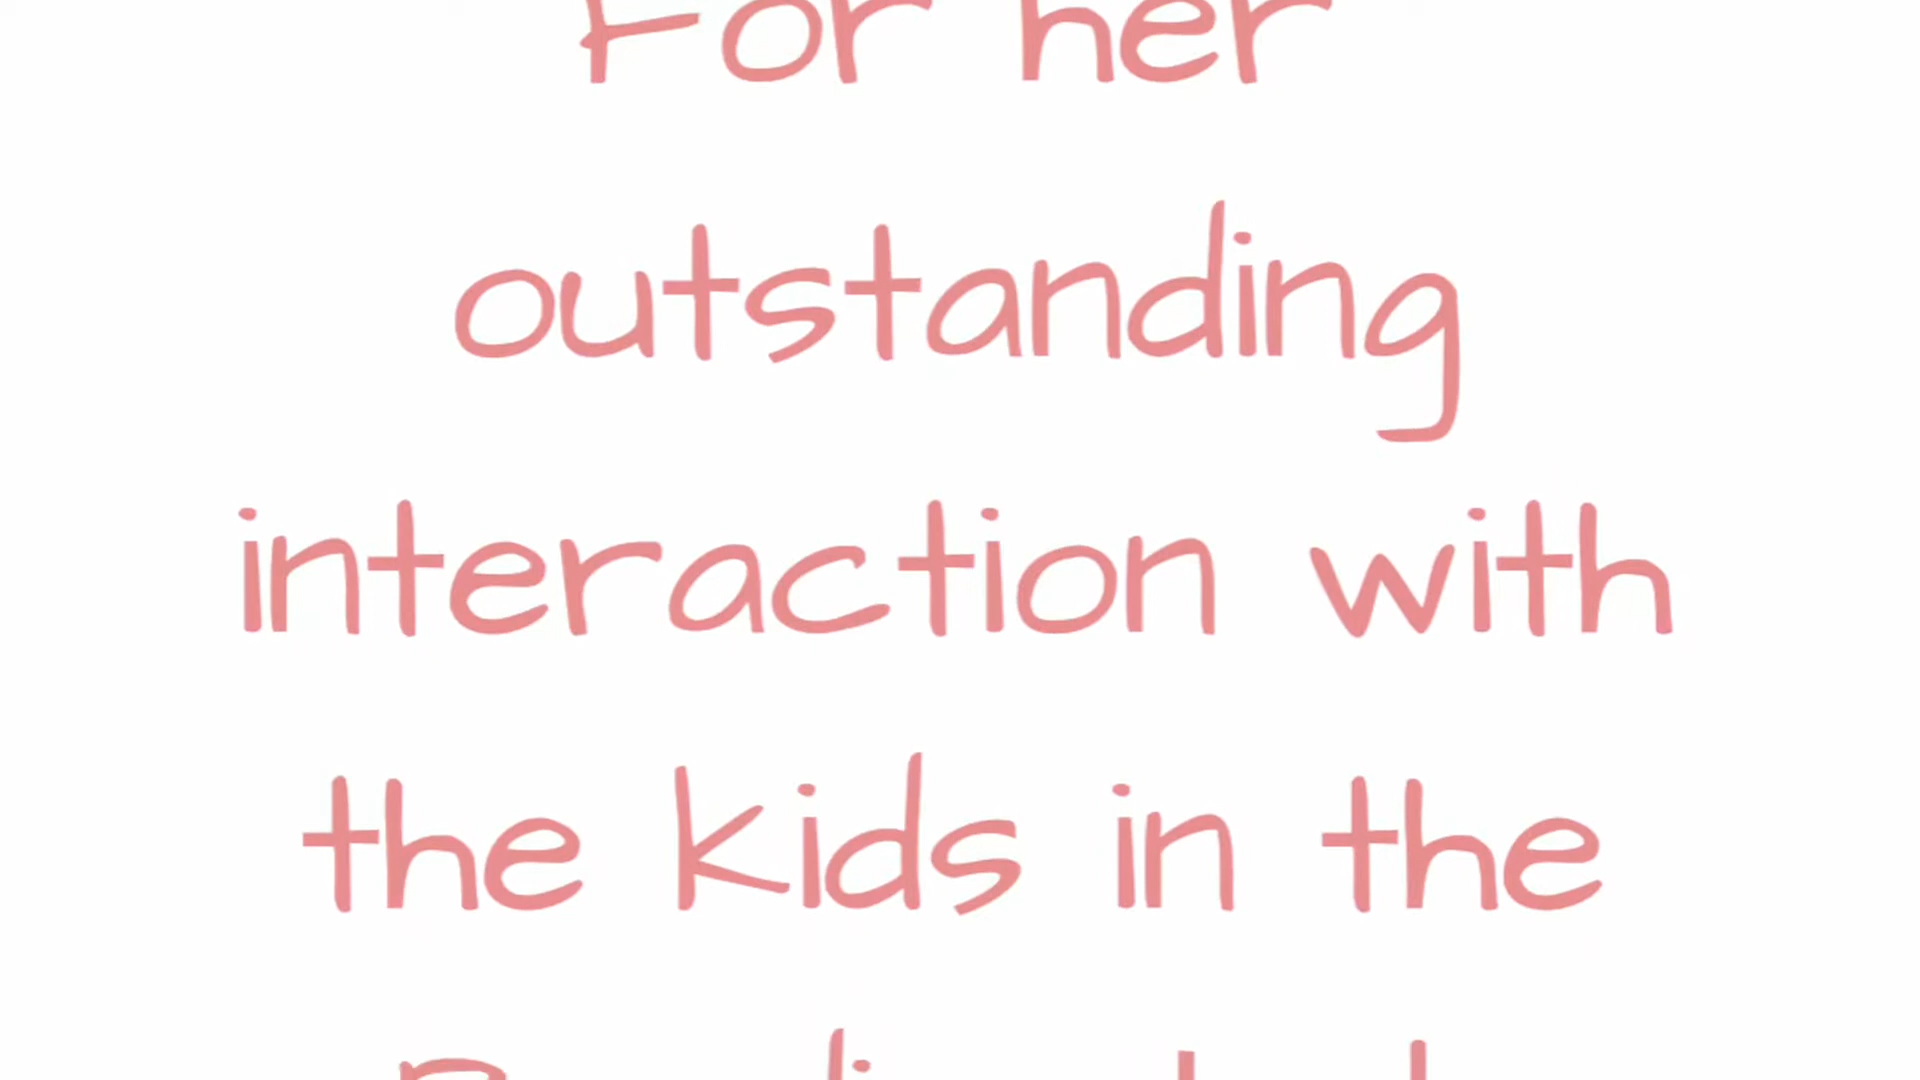 For her
outstanding
interaction with
the kids in the